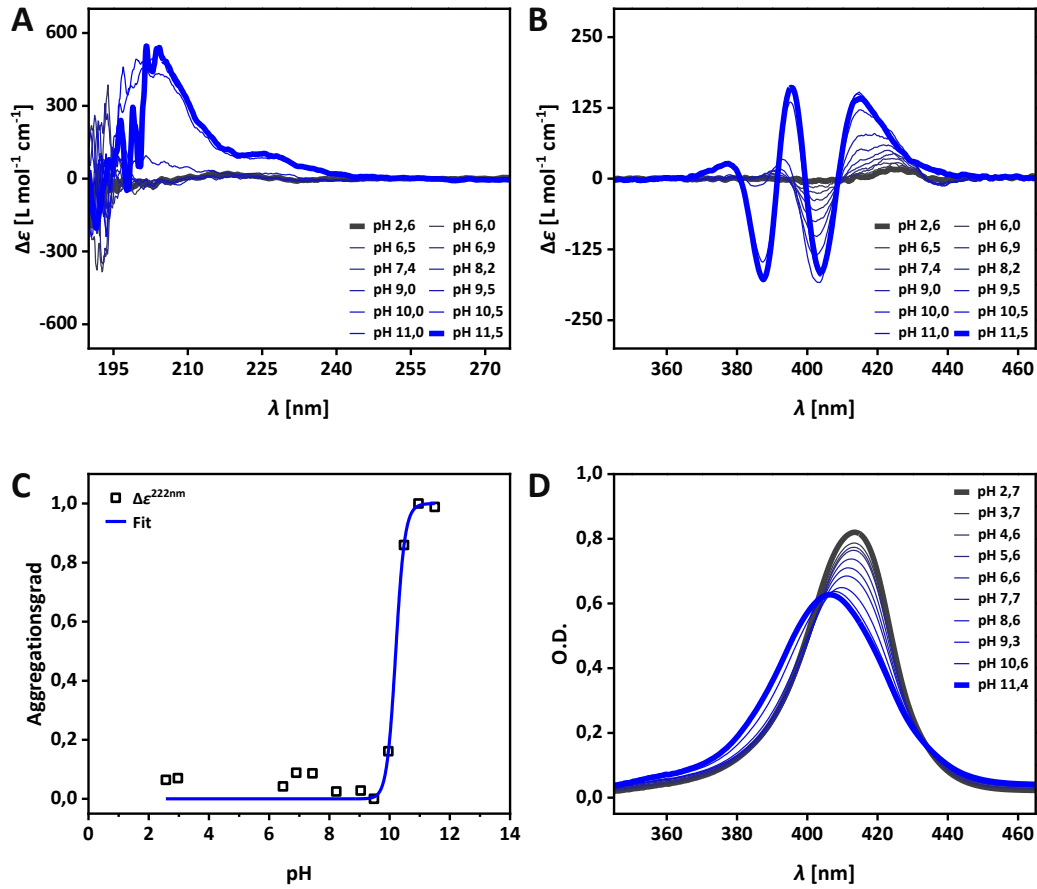 A
600
300
0
-300
-600
Δε [L mol⁻¹ cm⁻¹]
pH 2,6 pH 6,0
pH 6,5 pH 6,9
pH 7,4 pH 8,2
pH 9,0 pH 9,5
pH 10,0 pH 10,5
pH 11,0 pH 11,5
195 210 225 240 255 270
λ [nm]
B
250
125
0
-125
-250
Δε [L mol⁻¹ cm⁻¹]
pH 2,6 pH 6,0
pH 6,5 pH 6,9
pH 7,4 pH 8,2
pH 9,0 pH 9,5
pH 10,0 pH 10,5
pH 11,0 pH 11,5
360 380 400 420 440 460
λ [nm]
C
1,0
0,8
0,6
0,4
0,2
0,0
Aggregationsgrad
Δε²²²ⁿᵐ
Fit
0 2 4 6 8 10 12 14
pH
D
1,0
0,8
0,6
0,4
0,2
0,0
O.D.
pH 2,7
pH 3,7
pH 4,6
pH 5,6
pH 6,6
pH 7,7
pH 8,6
pH 9,3
pH 10,6
pH 11,4
360 380 400 420 440 460
λ [nm]